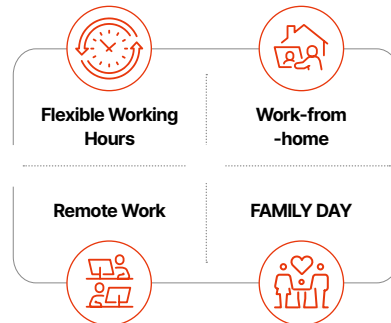 Flexible Working
Hours
Work-from
-home
Remote Work
FAMILY DAY